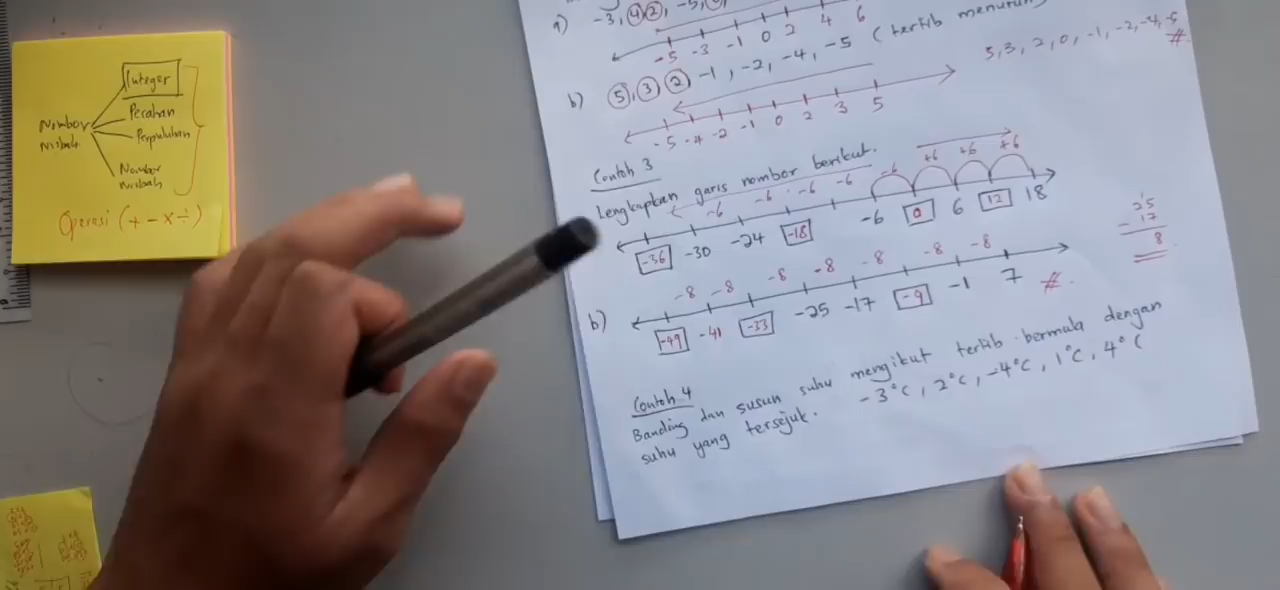 Integer
Nombor
Nisbah
Pecahan
Perpuluhan
Nombor
Nisbah
Operasi (+ - x ÷)
a) -3, 4 2, -5,
-5 -3 -1 0 2 4 6
b) 5, 3, 2, -1, -2, -4, -5 (tertib menurun)
5, 3, 2, 0, -1, -2, -4, -5 #
-5 -4 -2 -1 0 2 3 5
Contoh 3
Lengkapkan garis nombor berikut.
-6 -6 -6 -6 -6 +6 +6 +6
-36 -30 -24 -18 -6 0 6 12 18
-8 -8 -8 -8 -8 -8 -8
b) -49 -41 -33 -25 -17 -9 -1 7 #
25
- 17
8
Contoh 4
Banding dan susun suhu mengikut tertib bermula dengan
suhu yang tersejuk. -3°C, 2°C, -4°C, 1°C, 4°C